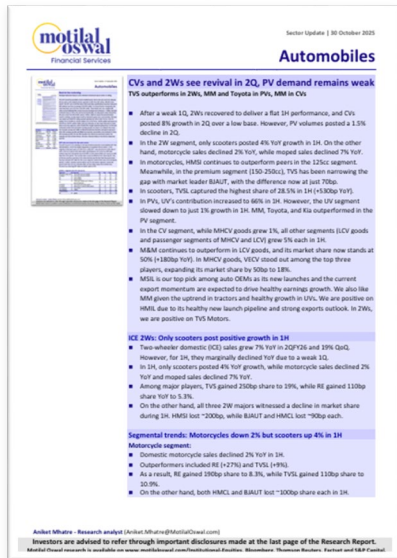 motilal oswal
Financial Services
Sector Update | 30 October 2025
Automobiles
CVs and 2Ws see revival in 2Q, PV demand remains weak
TVS outperforms in 2Ws, MM and Toyota in PVs, MM in CVs
After a weak 1Q, 2Ws recovered to deliver a flat 1H performance, and CVs
posted 8% growth in 2Q over a low base. However, PV volumes posted a 1.5%
decline in 2Q.
In the 2W segment, only scooters posted 4% YoY growth in 1H. On the other
hand, motorcycle sales declined 2% YoY, while moped sales declined 7% YoY.
In motorcycles, HMSI continues to outperform peers in the 125cc segment.
Meanwhile, in the premium segment (150-250cc), TVS has been narrowing the
gap with market leader BJAUT, with the difference now at just 70bp.
In scooters, TVSL captured the highest share of 28.5% in 1H (+530bp YoY).
In PVs, UV's contribution increased to 66% in 1H. However, the UV segment
slowed down to just 1% growth in 1H. MM, Toyota, and Kia outperformed in the
PV segment.
In the CV segment, while MHCV goods grew 1%, all other segments (LCV goods
and passenger segments of MHCV and LCV) grew 5% each in 1H.
M&M continues to outperform in LCV goods, and its market share now stands at
50% (+180bp YoY). In MHCV goods, VECV stood out among the top three
players, expanding its market share by 50bp to 18%.
MSIL is our top pick among auto OEMs as its new launches and the current
export momentum are expected to drive healthy earnings growth. We also like
MM given the uptrend in tractors and healthy growth in UVs. We are positive on
HMIL due to its healthy new launch pipeline and strong exports outlook. In 2Ws,
we are positive on TVS Motors.
ICE 2Ws: Only scooters post positive growth in 1H
Two-wheeler domestic (ICE) sales grew 7% YoY in 2QFY26 and 19% QoQ.
However, for 1H, they marginally declined YoY due to a weak 1Q.
In 1H, only scooters posted 4% YoY growth, while motorcycle sales declined 2%
YoY and moped sales declined 7% YoY.
Among major players, TVS gained 250bp share to 19%, while RE gained 110bp
share YoY to 5.3%.
On the other hand, all three 2W majors witnessed a decline in market share
during 1H. HMSI lost ~200bp, while BJAUT and HMCL lost ~90bp each.
Segmental trends: Motorcycles down 2% but scooters up 4% in 1H
Motorcycle segment:
Domestic motorcycle sales declined 2% YoY in 1H.
Outperformers included RE (+27%) and TVSL (+9%).
As a result, RE gained 190bp share to 8.3%, while TVSL gained 110bp share to
10.9%.
On the other hand, both HMCL and BJAUT lost ~100bp share each in 1H.
Aniket Mhatre - Research analyst (Aniket.Mhatre@MotilalOswal.com)
Investors are advised to refer through important disclosures made at the last page of the Research Report.
Motilal Oswal research is available on www.motilaloswal.com/Institutional-Equities, Bloomberg, Thomson Reuters, Factset and S&P Capital.